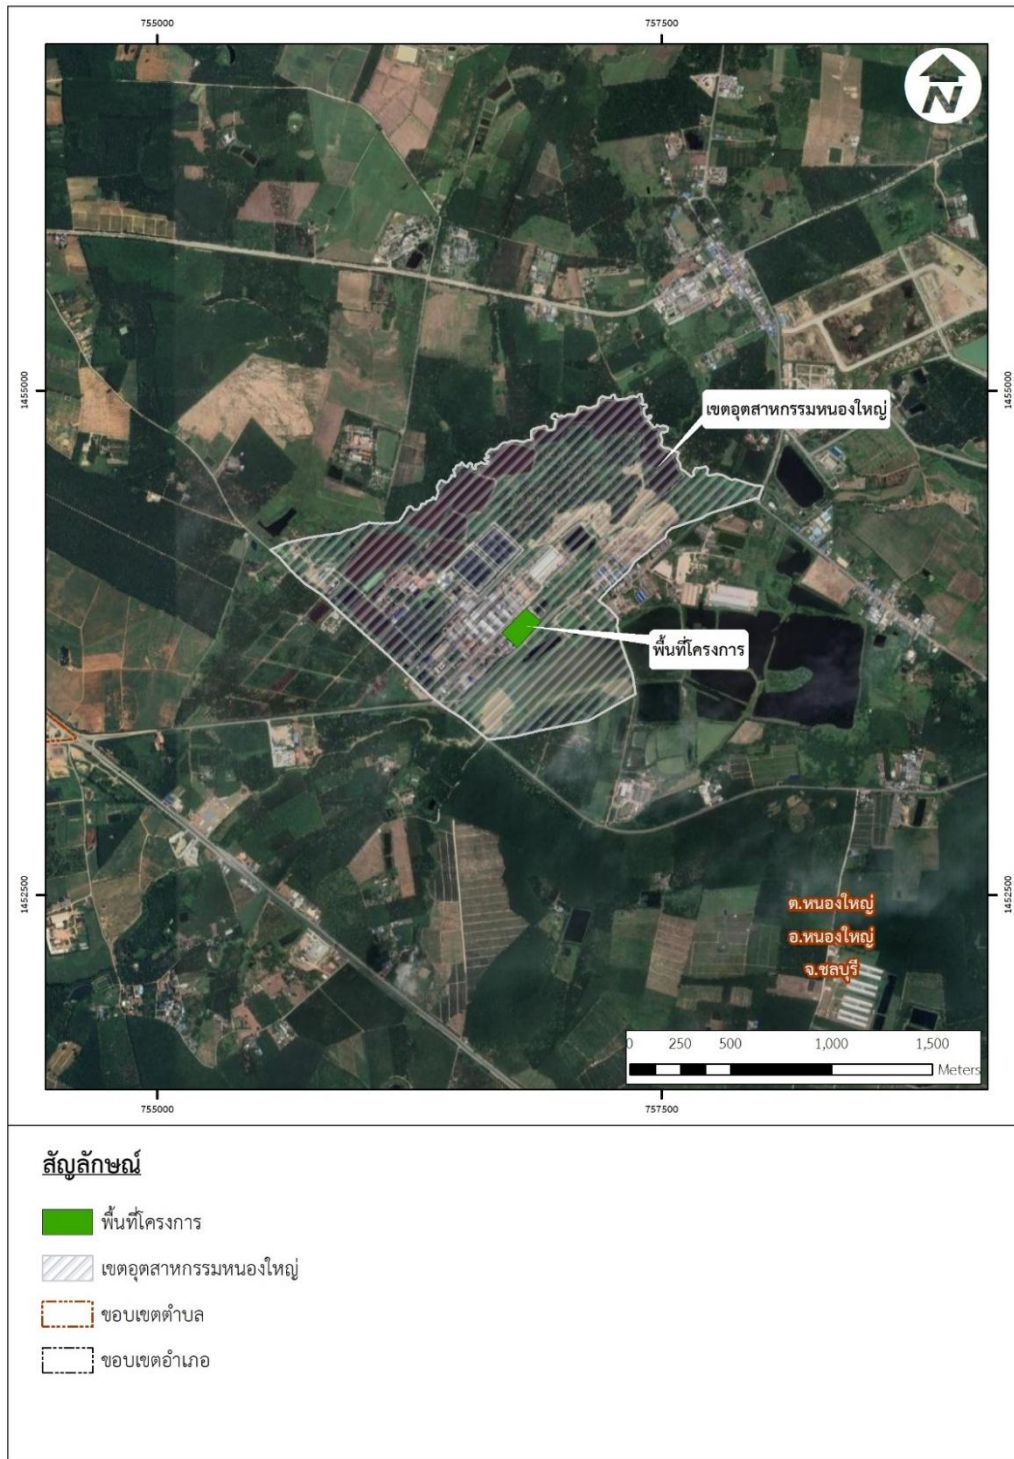 755000
757500
N
1455000
1455000
เขตอุตสาหกรรมหนองใหญ่
พื้นที่โครงการ
1452500
1452500
ต.หนองใหญ่
อ.หนองใหญ่
จ.ชลบุรี
0 250 500 1,000 1,500
Meters
755000
757500
สัญลักษณ์
พื้นที่โครงการ
เขตอุตสาหกรรมหนองใหญ่
ขอบเขตตำบล
ขอบเขตอำเภอ